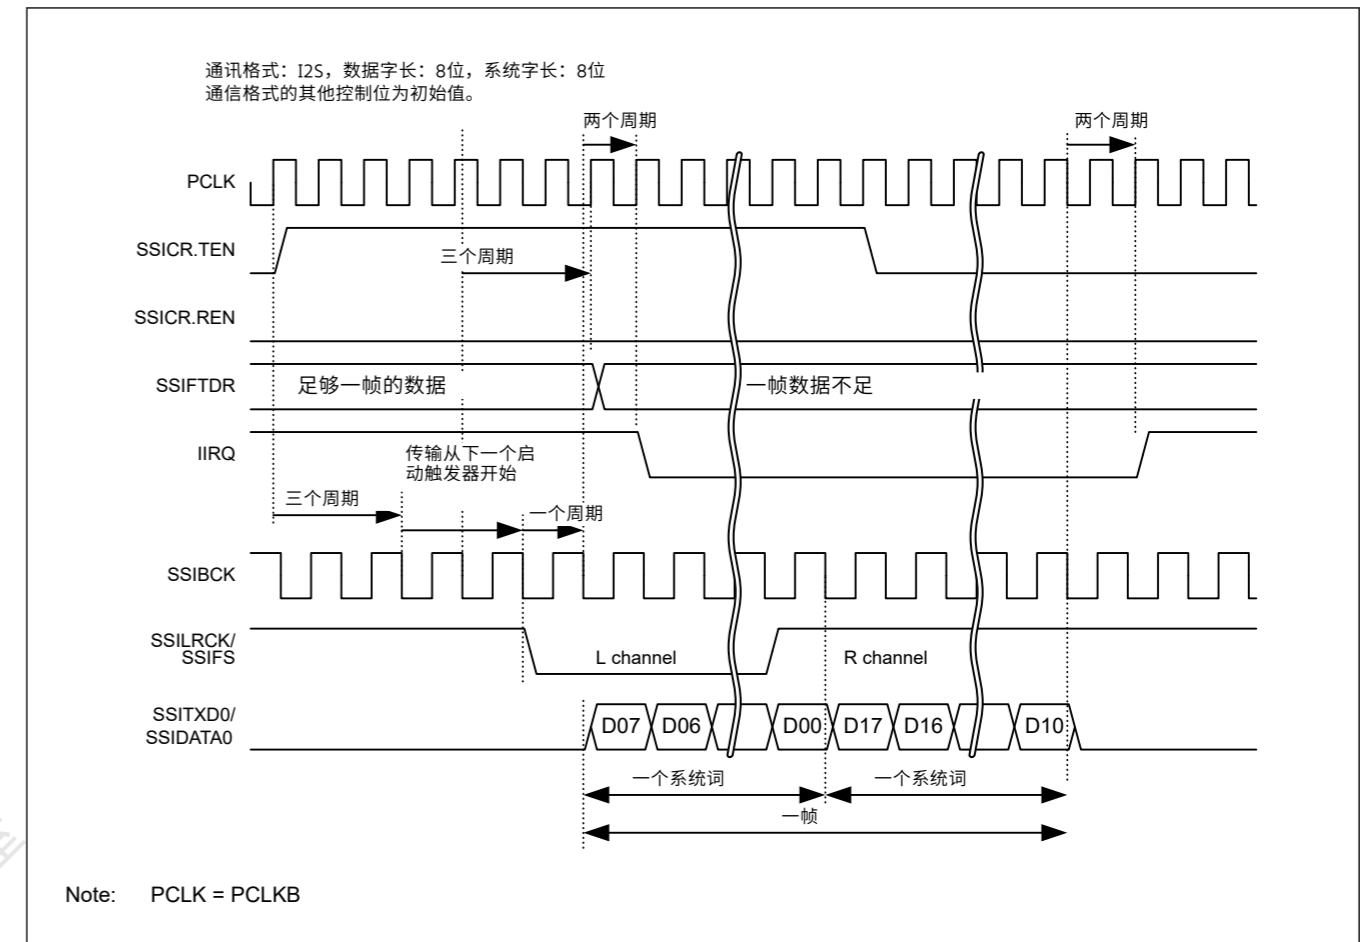 通讯格式：I2S，数据字长：8位，系统字长：8位
通信格式的其他控制位为初始值。
两个周期
两个周期
PCLK
SSICR.TEN
三个周期
SSICR.REN
SSIFTDR
足够一帧的数据
一帧数据不足
IIRQ
传输从下一个启
动触发器开始
三个周期
一个周期
SSIBCK
SSILRCK/
SSIFS
L channel
R channel
SSITXD0/
SSIDATA0
D07
D06
D00
D17
D16
D10
一个系统词
一个系统词
一帧
Note: PCLK = PCLKB